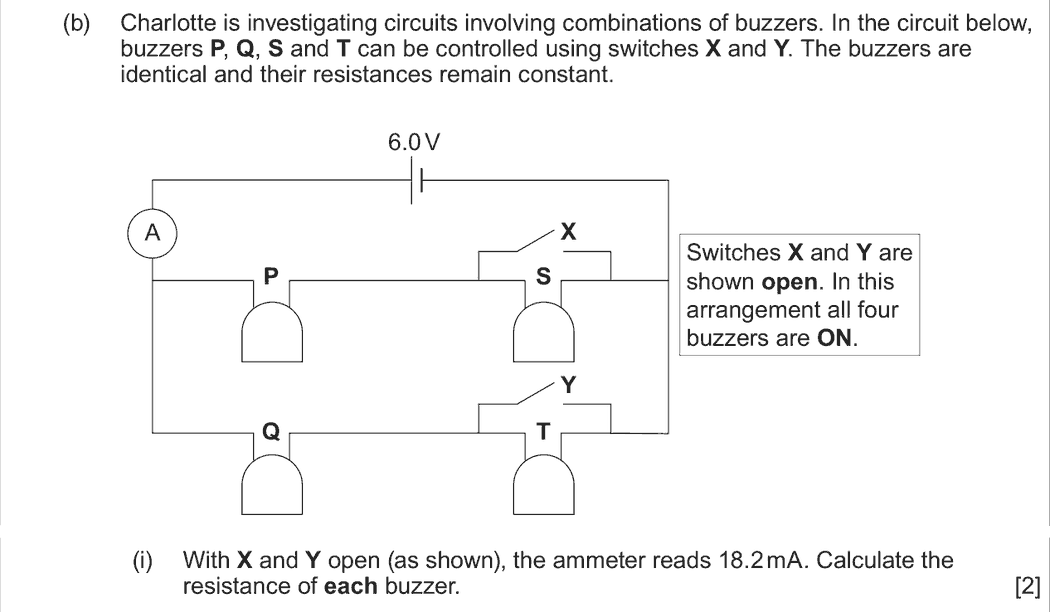 (b) Charlotte is investigating circuits involving combinations of buzzers. In the circuit below,
buzzers P, Q, S and T can be controlled using switches X and Y. The buzzers are
identical and their resistances remain constant.
6.0V
A
X
P
S
Switches X and Y are
shown open. In this
arrangement all four
buzzers are ON.
Y
Q
T
(i) With X and Y open (as shown), the ammeter reads 18.2mA. Calculate the
resistance of each buzzer.
[2]